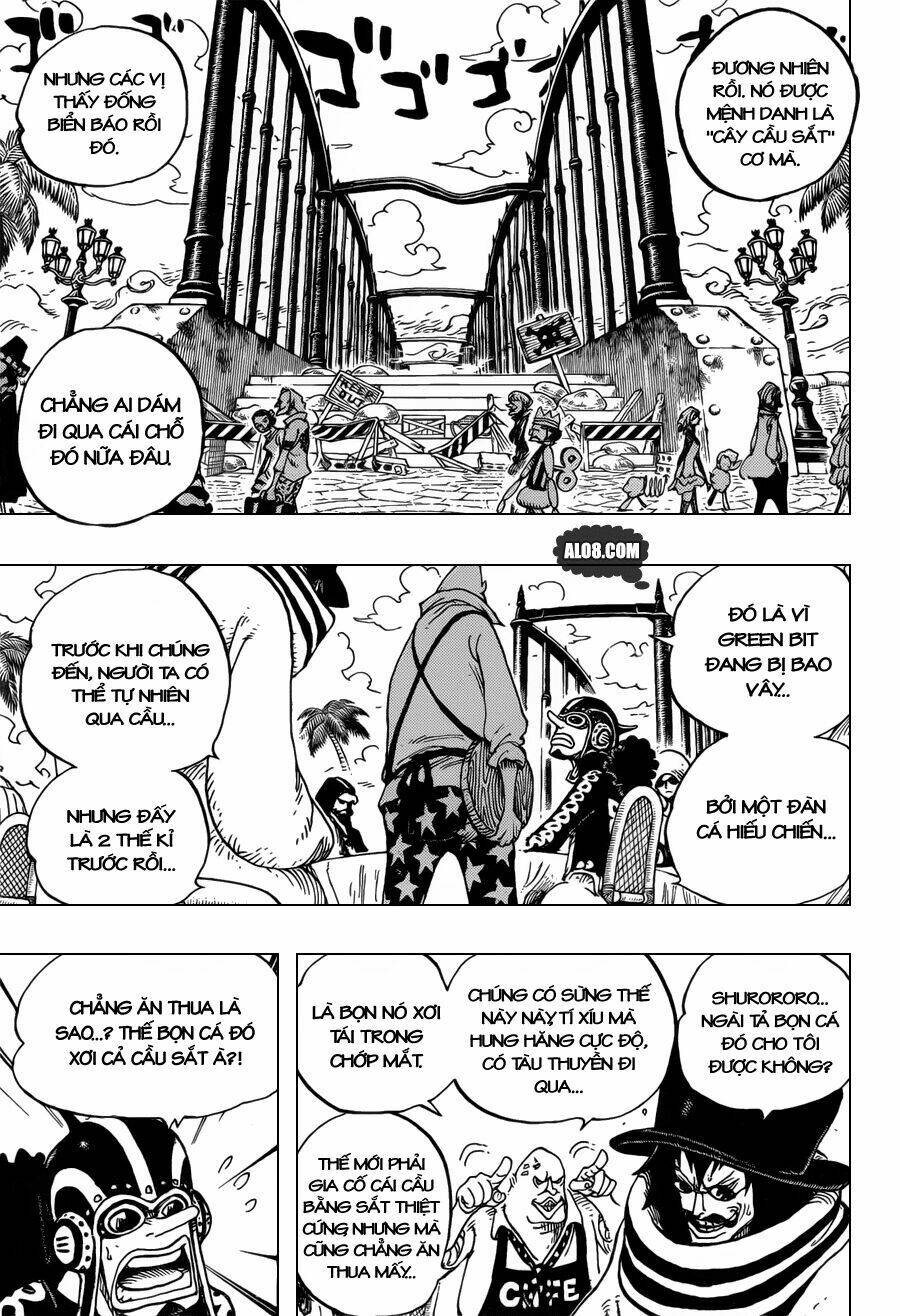 ĐƯƠNG NHIÊN
RỒI. NÓ ĐƯỢC
MỆNH DANH LÀ
"CÂY CẦU SẮT"
CƠ MÀ.
ゴゴゴゴゴ
NHƯNG CÁC VỊ
THẤY ĐỐNG
BIỂN BÁO RỒI
ĐÓ.
CHẲNG AI DÁM
ĐI QUA CÁI CHỖ
ĐÓ NỮA ĐÂU.
KEEP
OUT
ALO8.COM
ĐÓ LÀ VÌ
GREEN BIT
ĐANG BỊ BAO
VÂY...
BỞI MỘT ĐÀN
CÁ HIẾU CHIẾN...
TRƯỚC KHI CHÚNG
ĐẾN, NGƯỜI TA CÓ
THỂ TỰ NHIÊN
QUA CẦU...
NHƯNG ĐẤY
LÀ 2 THẾ KỈ
TRƯỚC RỒI...
SHURORORO...
NGÀI TẢ BỌN CÁ
ĐÓ CHO TÔI
ĐƯỢC KHÔNG?
CHÚNG CÓ SỪNG THẾ
NÀY NÀY, TÍ XÍU MÀ
HUNG HĂNG CỰC ĐỘ,
CÓ TÀU THUYỀN ĐI
QUA...
LÀ BỌN NÓ XƠI
TÁI TRONG
CHỚP MẮT.
THẾ MỚI PHẢI
GIA CỐ CÁI CẦU
BẰNG SẮT THIỆT
CỨNG, NHƯNG MÀ
CŨNG CHẲNG ĂN
THUA MẤY...
CHẲNG ĂN THUA LÀ
SAO...? THẾ BỌN CÁ ĐÓ
XƠI CẢ CẦU SẮT À?!